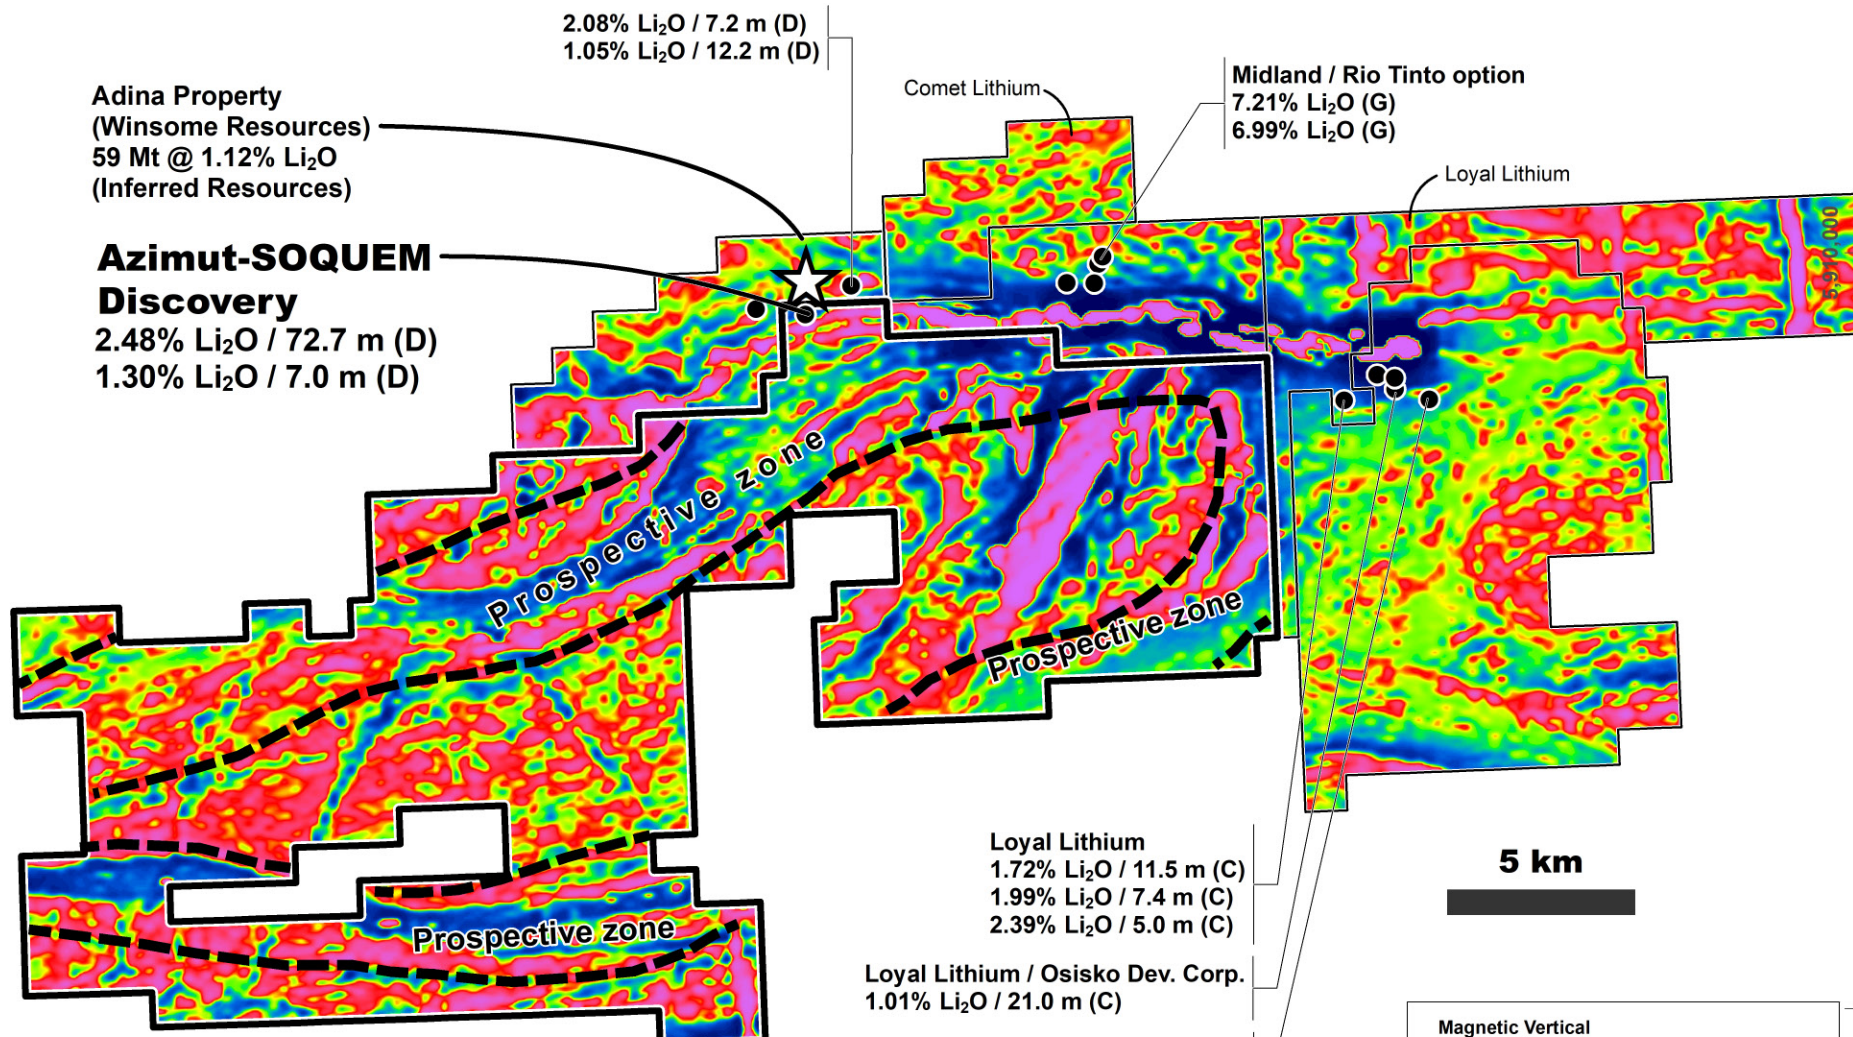 2.08% Li₂O / 7.2 m (D)
1.05% Li₂O / 12.2 m (D)
Adina Property
(Winsome Resources)
59 Mt @ 1.12% Li₂O
(Inferred Resources)
Comet Lithium
Midland / Rio Tinto option
7.21% Li₂O (G)
6.99% Li₂O (G)
Loyal Lithium
5,910,000
Azimut-SOQUEM
Discovery
2.48% Li₂O / 72.7 m (D)
1.30% Li₂O / 7.0 m (D)
Prospective zone
Prospective zone
Prospective zone
Loyal Lithium
1.72% Li₂O / 11.5 m (C)
1.99% Li₂O / 7.4 m (C)
2.39% Li₂O / 5.0 m (C)
5 km
Loyal Lithium / Osisko Dev. Corp.
1.01% Li₂O / 21.0 m (C)
Magnetic Vertical